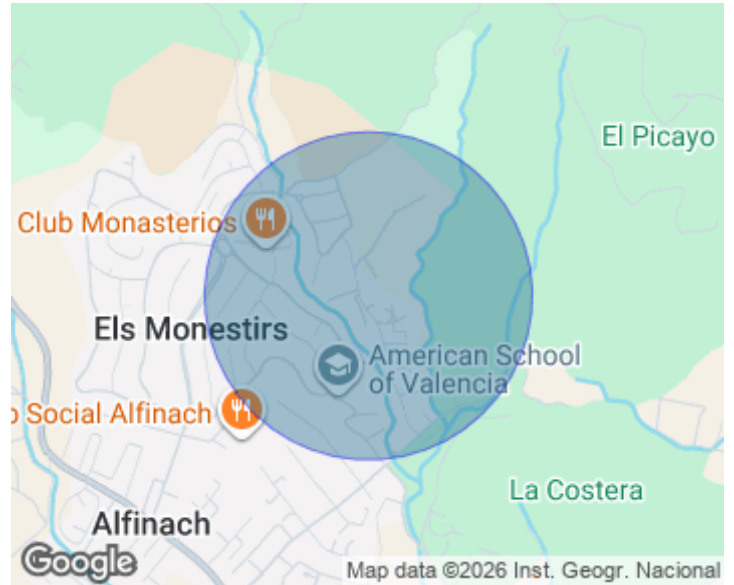 El Picayo
Club Monasterios
Els Monestirs
American School
of Valencia
o Social Alfinach
La Costera
Alfinach
Google
Map data ©2026 Inst. Geogr. Nacional